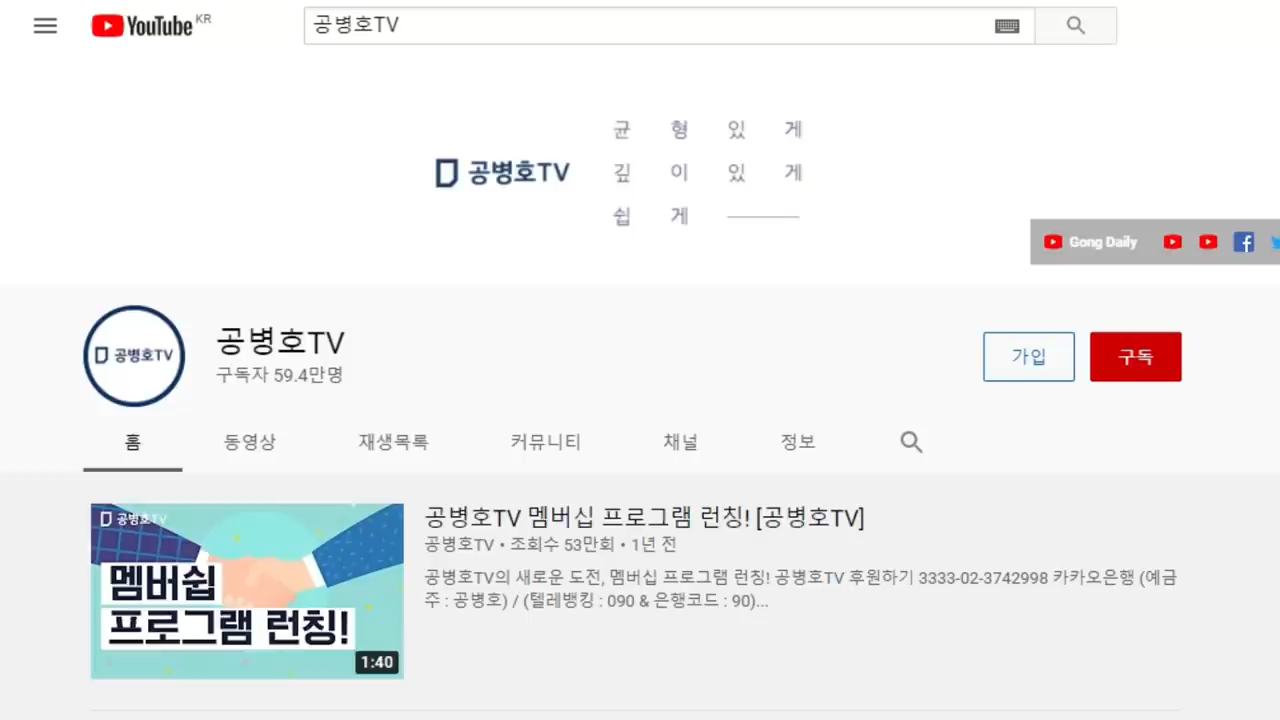 YouTube KR
공병호TV
균 형 있 게
공병호TV
깊 이 있 게
쉽 게
Gong Daily
공병호TV
공병호TV
구독자 59.4만명
가입
구독
홈 동영상 재생목록 커뮤니티 채널 정보
공병호TV
멤버쉽
프로그램 런칭!
1:40
공병호TV 멤버십 프로그램 런칭! [공병호TV]
공병호TV • 조회수 53만회 • 1년 전
공병호TV의 새로운 도전, 멤버십 프로그램 런칭! 공병호TV 후원하기 3333-02-3742998 카카오은행 (예금
주 : 공병호) / (텔레뱅킹 : 090 & 은행코드 : 90)...